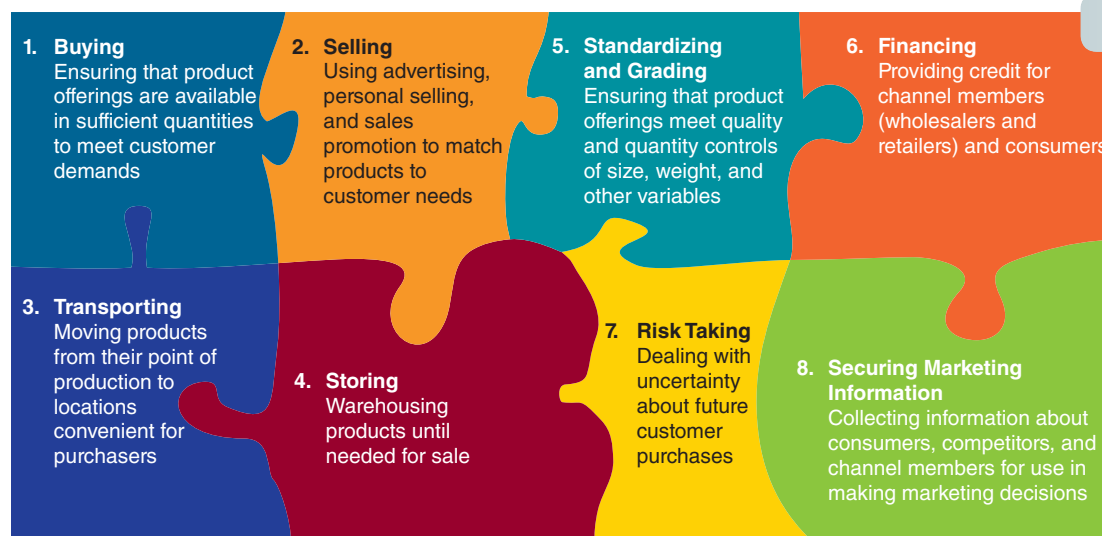 1. Buying
Ensuring that product
offerings are available
in sufficient quantities
to meet customer
demands
2. Selling
Using advertising,
personal selling,
and sales
promotion to match
products to
customer needs
5. Standardizing
and Grading
Ensuring that product
offerings meet quality
and quantity controls
of size, weight, and
other variables
6. Financing
Providing credit for
channel members
(wholesalers and
retailers) and consumers
3. Transporting
Moving products
from their point of
production to
locations
convenient for
purchasers
4. Storing
Warehousing
products until
needed for sale
7. Risk Taking
Dealing with
uncertainty
about future
customer
purchases
8. Securing Marketing
Information
Collecting information about
consumers, competitors, and
channel members for use in
making marketing decisions